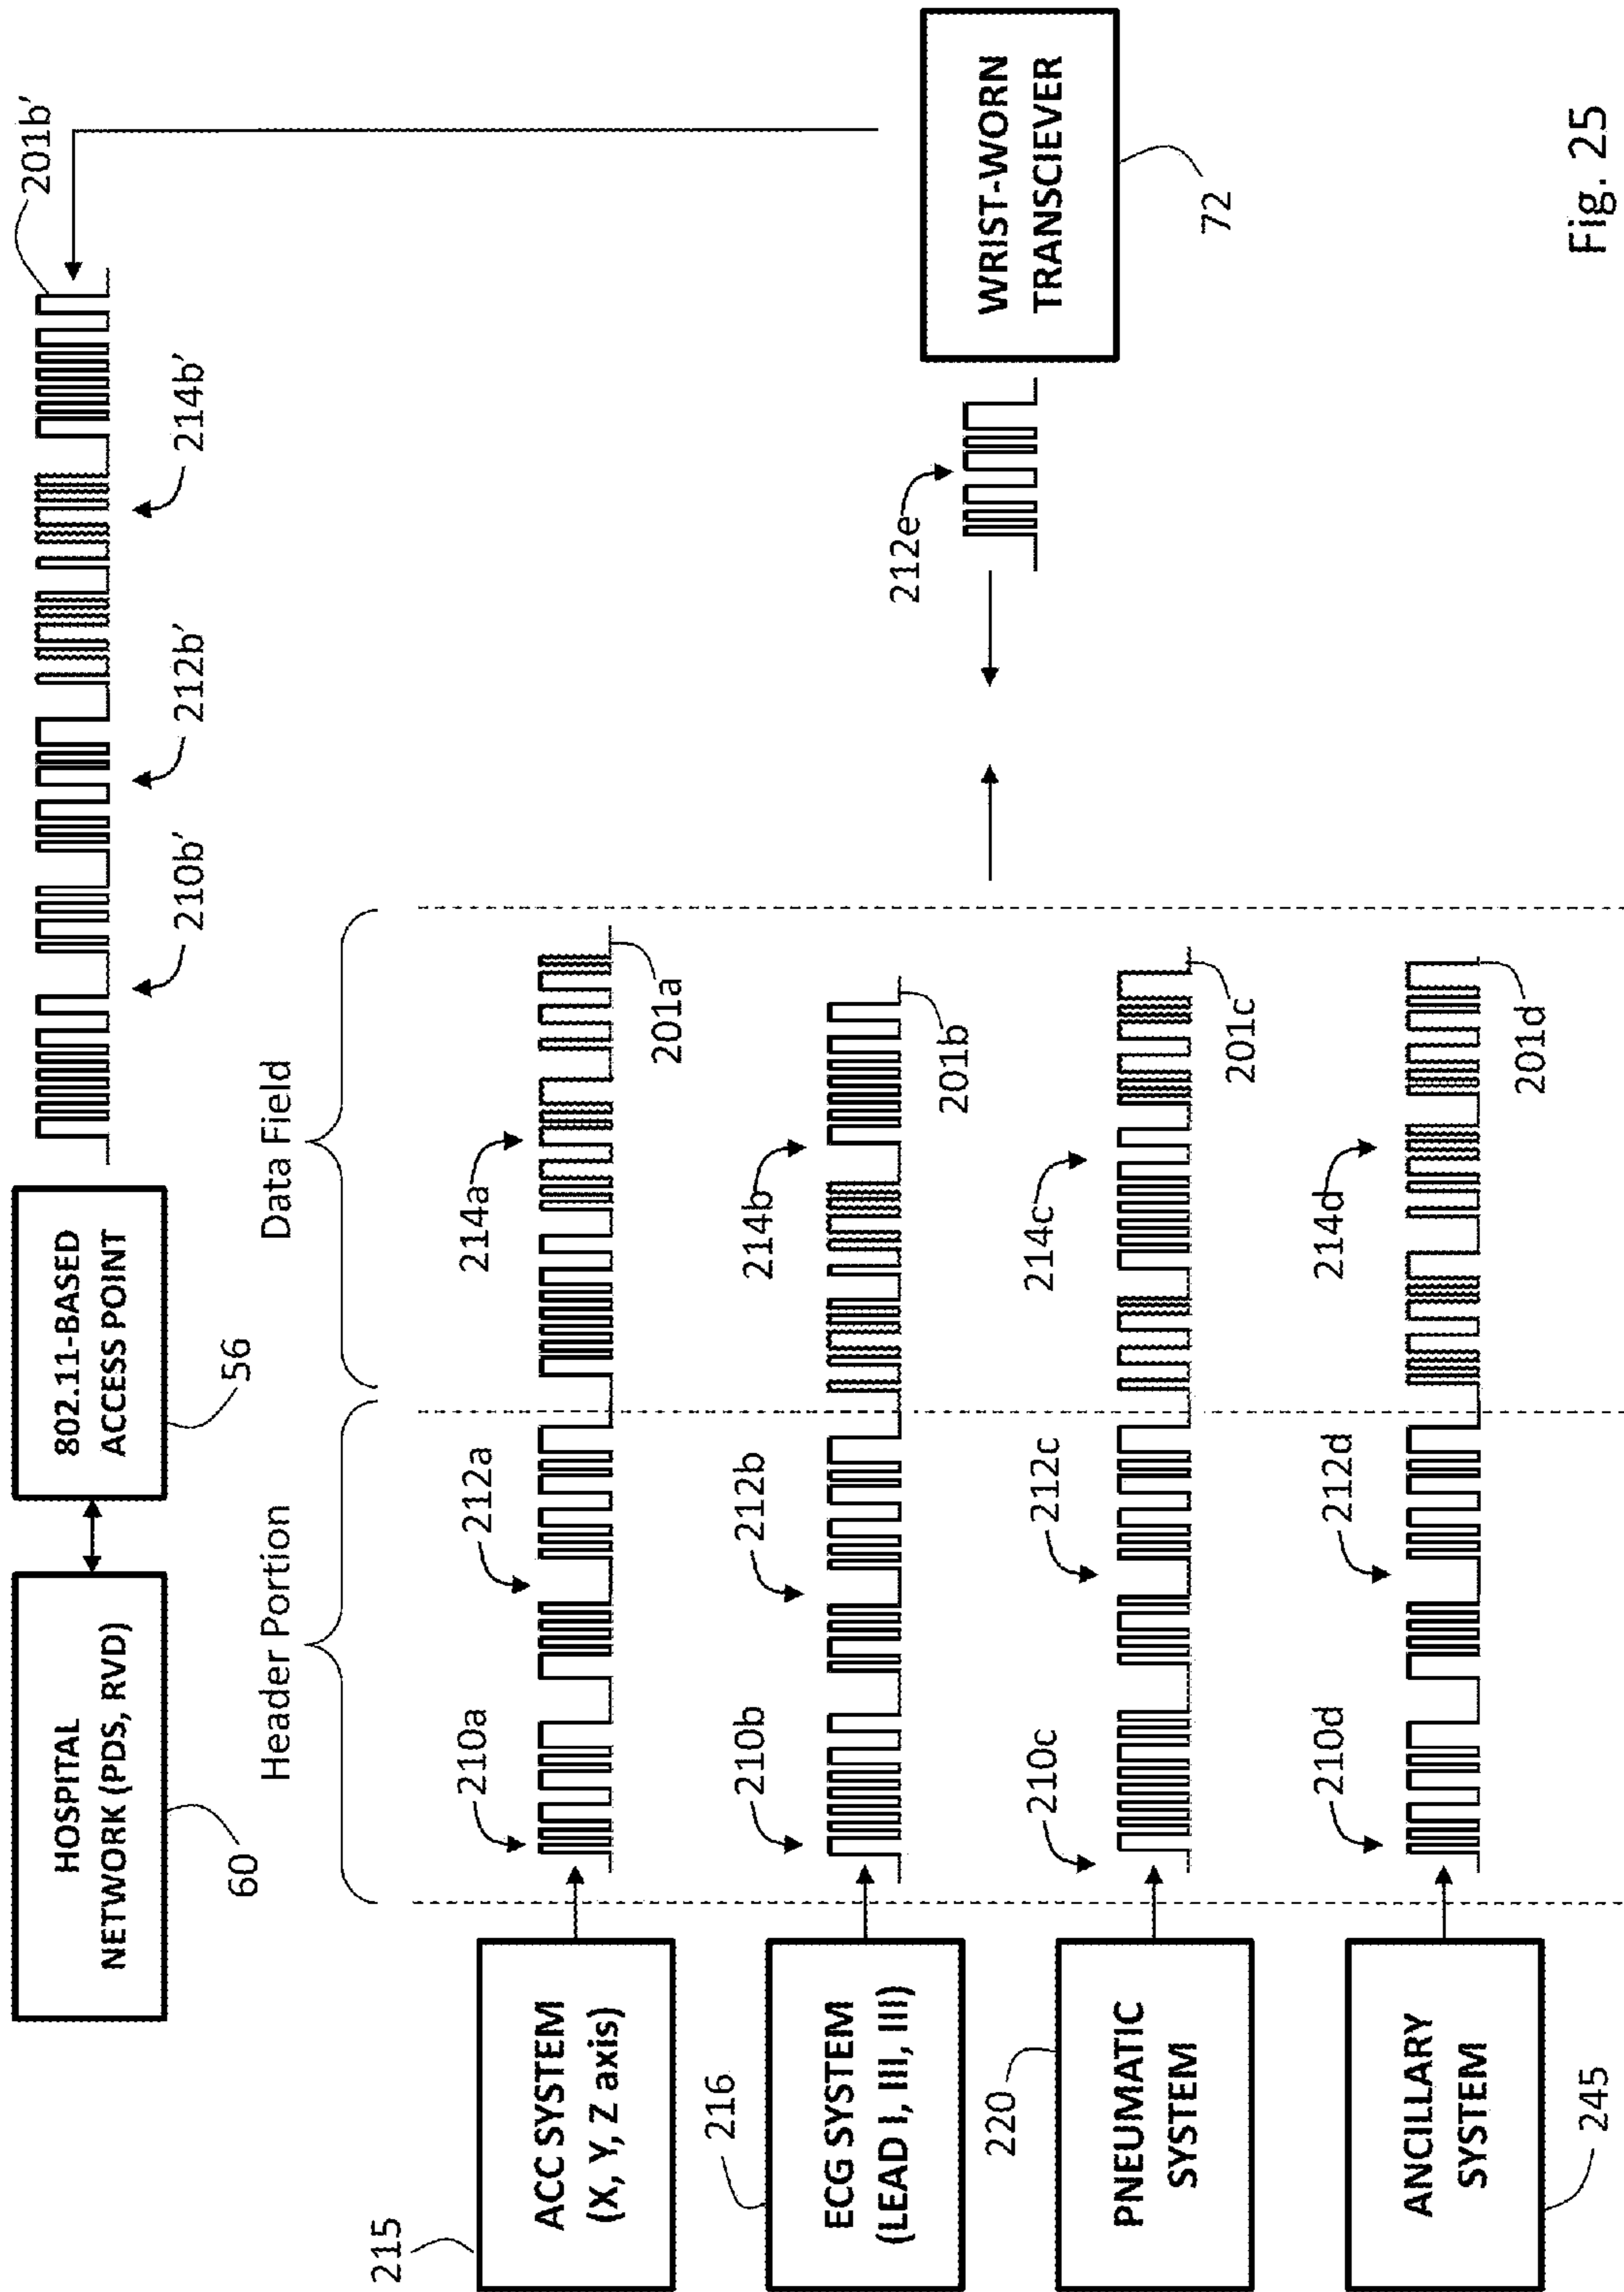 HOSPITAL
NETWORK (PDS, RVD)
60
802.11-BASED
ACCESS POINT
56
210b'
212b'
214b'
201b'
Header Portion
Data Field
215
ACC SYSTEM
(X, Y, Z axis)
210a
212a
214a
201a
216
ECG SYSTEM
(LEAD I, III, III)
210b
212b
214b
201b
220
PNEUMATIC
SYSTEM
210c
212c
214c
201c
245
ANCILLARY
SYSTEM
210d
212d
214d
201d
212e
WRIST-WORN
TRANSCIEVER
72
Fig. 25